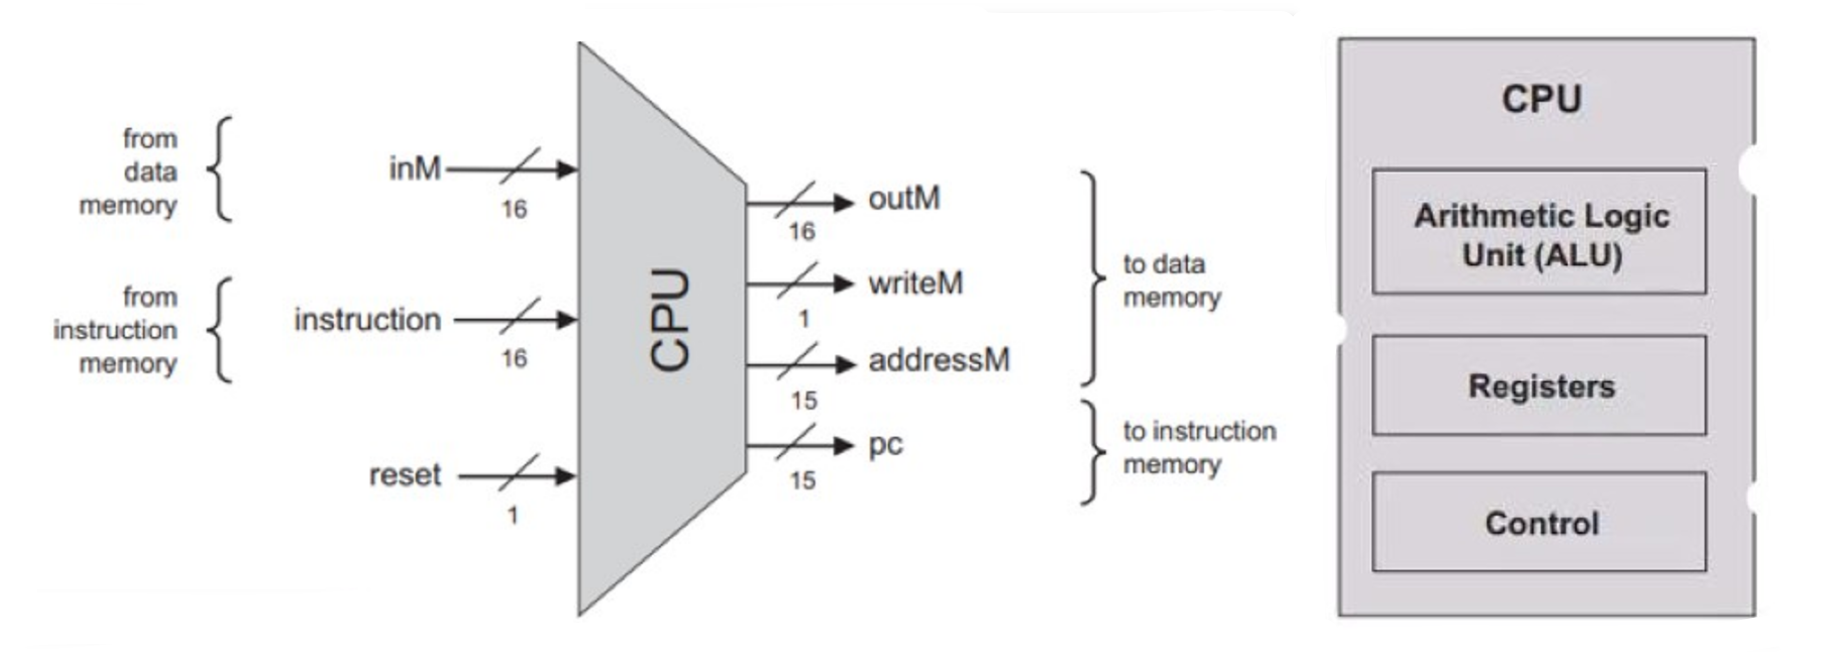 from
data
memory
inM
16
from
instruction
memory
instruction
16
reset
1
CPU
outM
16
writeM
1
addressM
15
pc
15
to data
memory
to instruction
memory
CPU
Arithmetic Logic
Unit (ALU)
Registers
Control